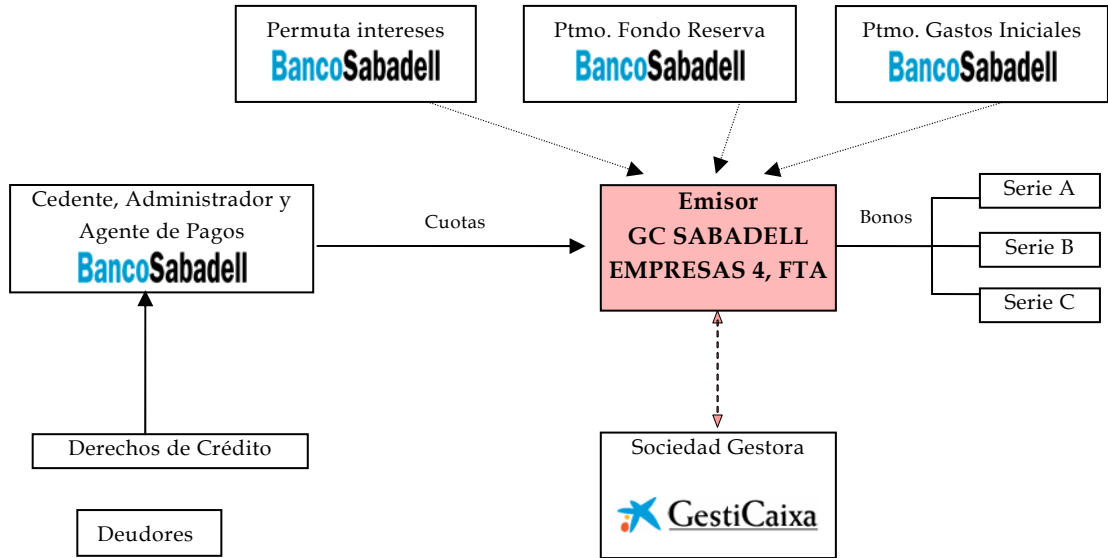 Permuta intereses
BancoSabadell
Ptmo. Fondo Reserva
BancoSabadell
Ptmo. Gastos Iniciales
BancoSabadell
Cedente, Administrador y
Agente de Pagos
BancoSabadell
Cuotas
Emisor
GC SABADELL
EMPRESAS 4, FTA
Bonos
Serie A
Serie B
Serie C
Derechos de Crédito
Deudores
Sociedad Gestora
GestiCaixa